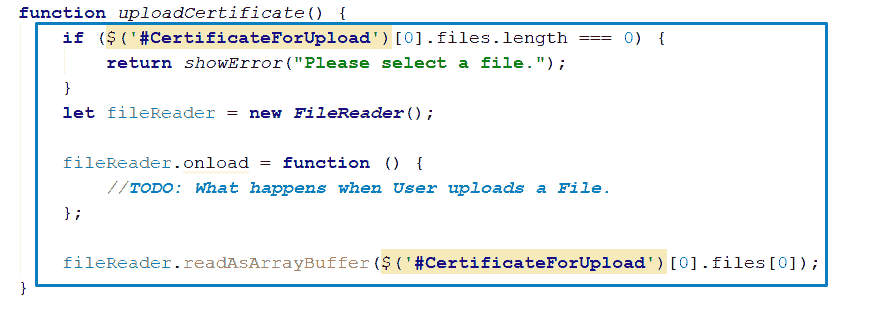 function uploadCertificate() {
if ($('#CertificateForUpload')[0].files.length === 0) {
return showError("Please select a file.");
}
let fileReader = new FileReader();
fileReader.onload = function () {
//TODO: What happens when User uploads a File.
};
fileReader.readAsArrayBuffer($('#CertificateForUpload')[0].files[0]);
}